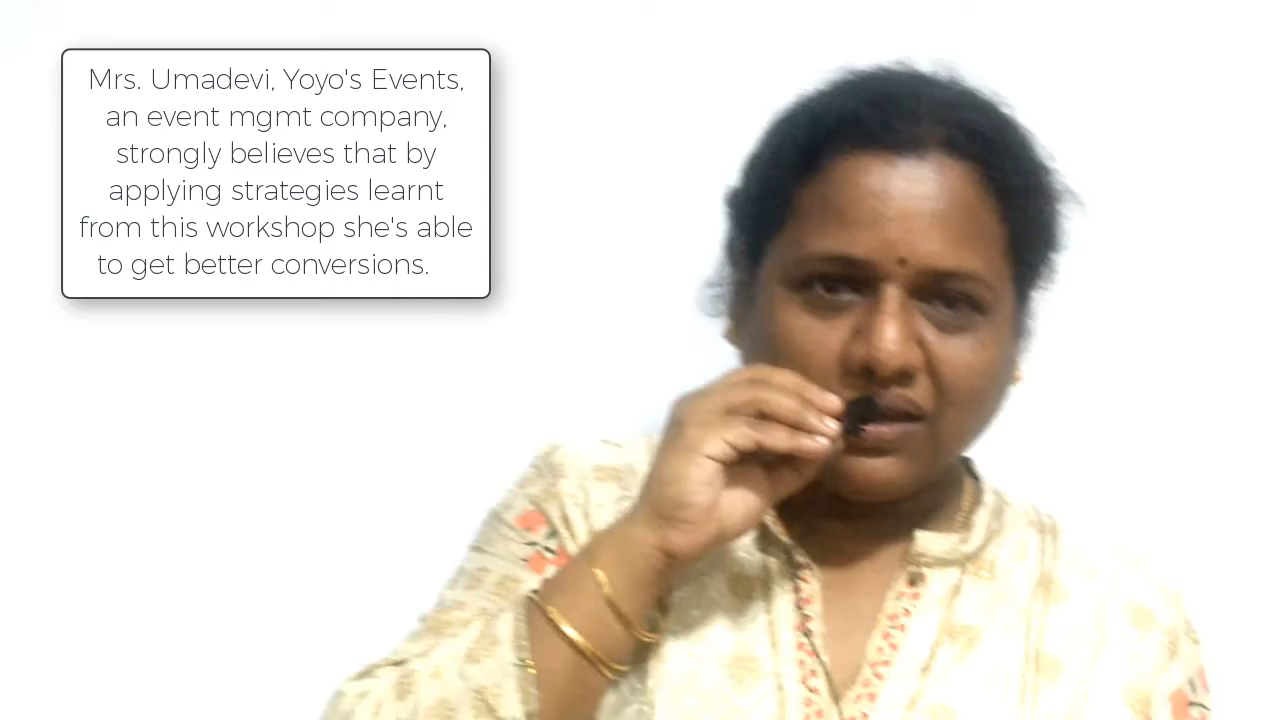 Mrs. Umadevi, Yoyo's Events,
an event mgmt company,
strongly believes that by
applying strategies learnt
from this workshop she's able
to get better conversions.